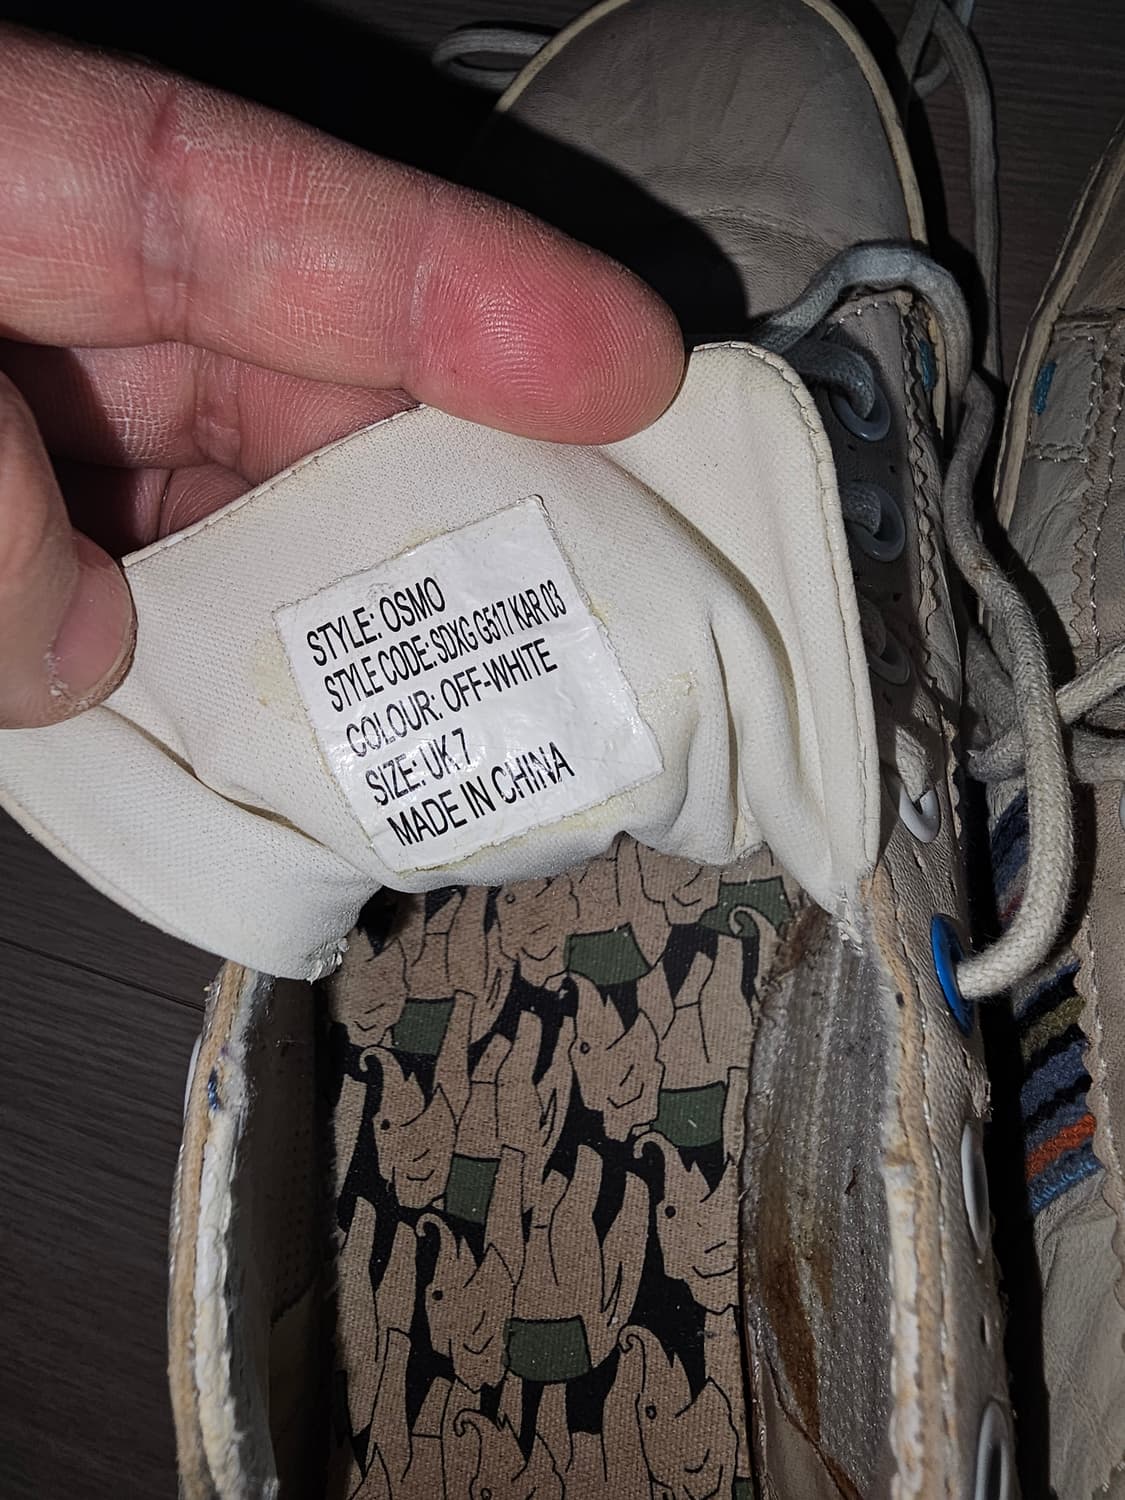 STYLE: OSMO
STYLE CODE: SDXG G517 KAR 03
COLOUR: OFF-WHITE
SIZE: UK 7
MADE IN CHINA